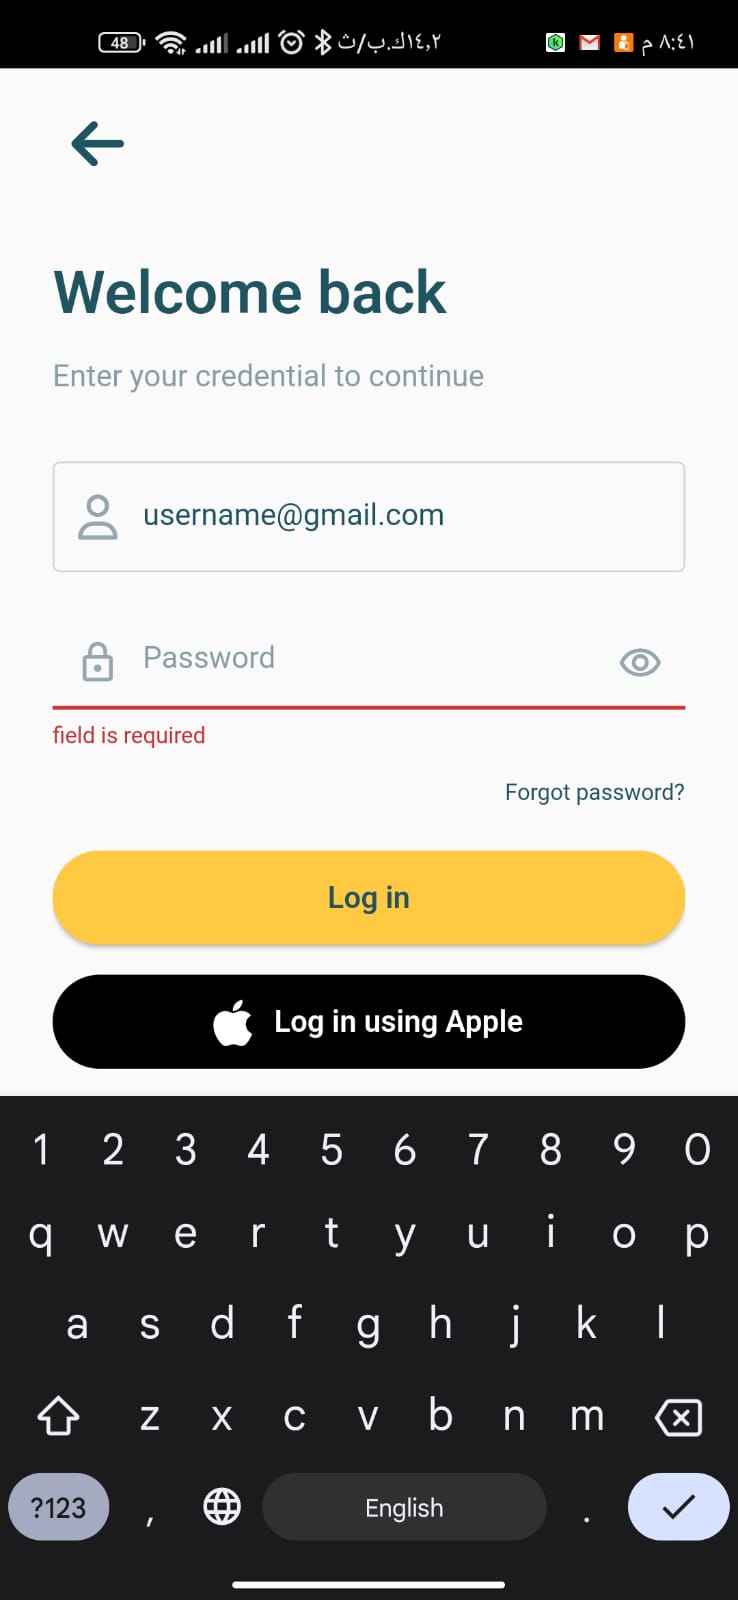 48 ١٤٫٢ك.ب/ث ٨:٤١ م
Welcome back
Enter your credential to continue
username@gmail.com
Password
field is required
Forgot password?
Log in
Log in using Apple
1 2 3 4 5 6 7 8 9 0
q w e r t y u i o p
a s d f g h j k l
z x c v b n m
?123 , English .